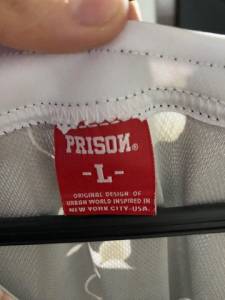 PRISON®
-L-
ORIGINAL DESIGN OF
URBAN WORLD INSPIRED IN
NEW YORK CITY-USA.